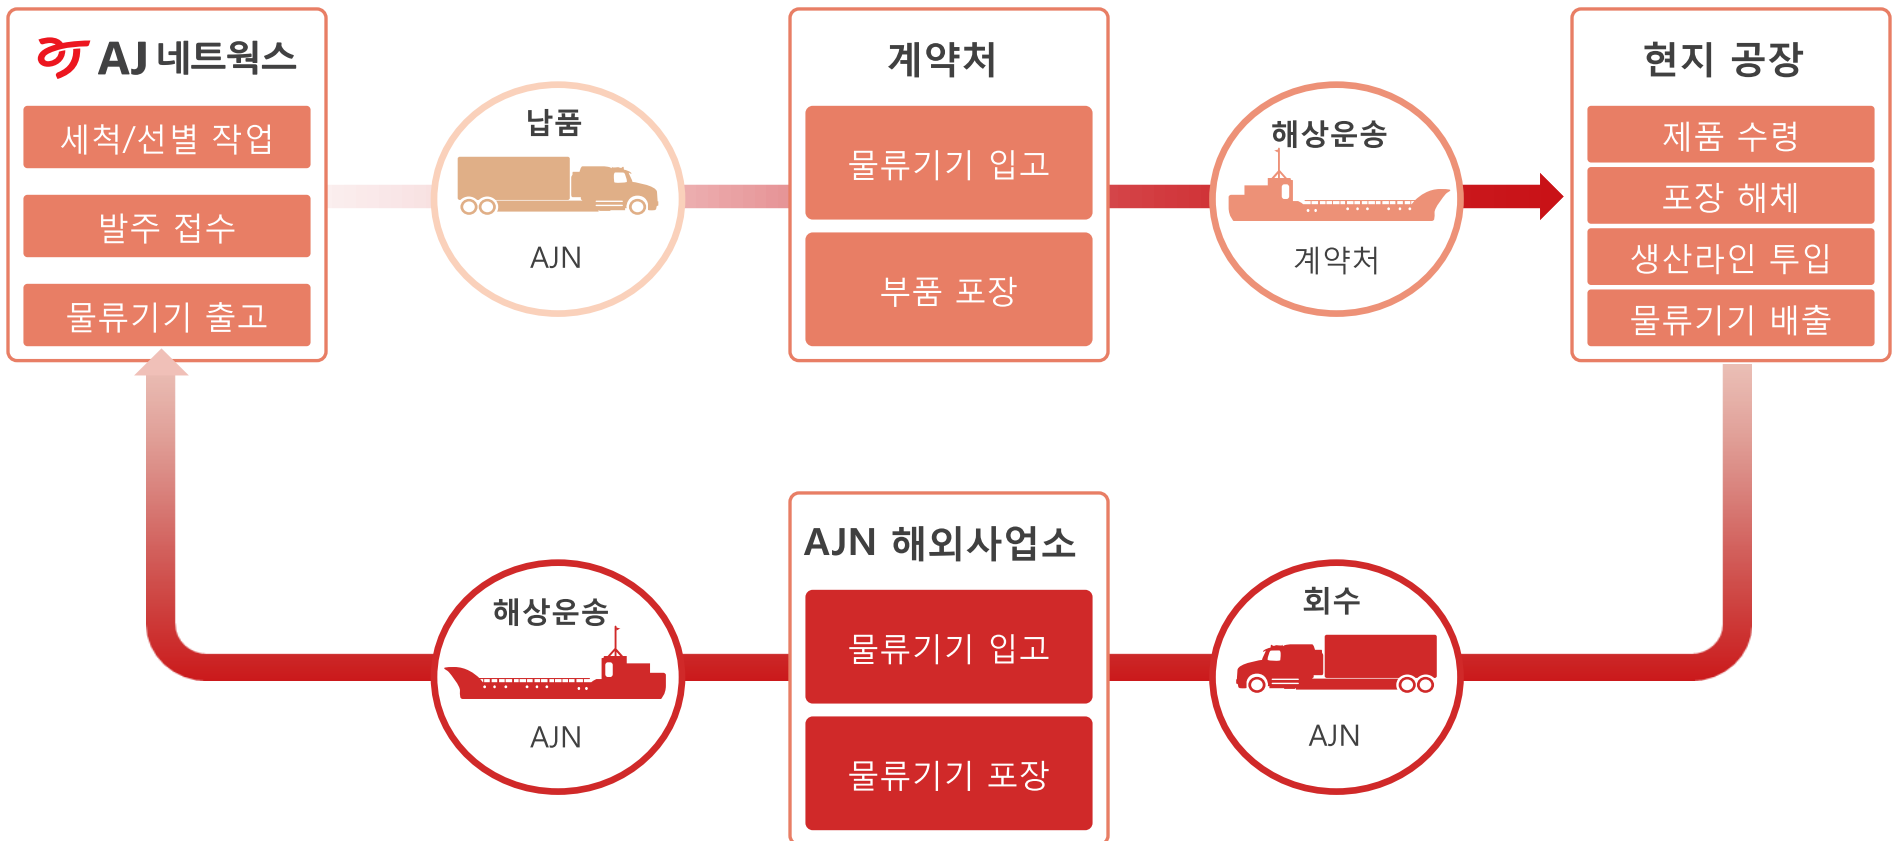 AJ 네트웍스
세척/선별 작업
발주 접수
물류기기 출고
납품
AJN
계약처
물류기기 입고
부품 포장
해상운송
계약처
현지 공장
제품 수령
포장 해체
생산라인 투입
물류기기 배출
해상운송
AJN
AJN 해외사업소
물류기기 입고
물류기기 포장
회수
AJN